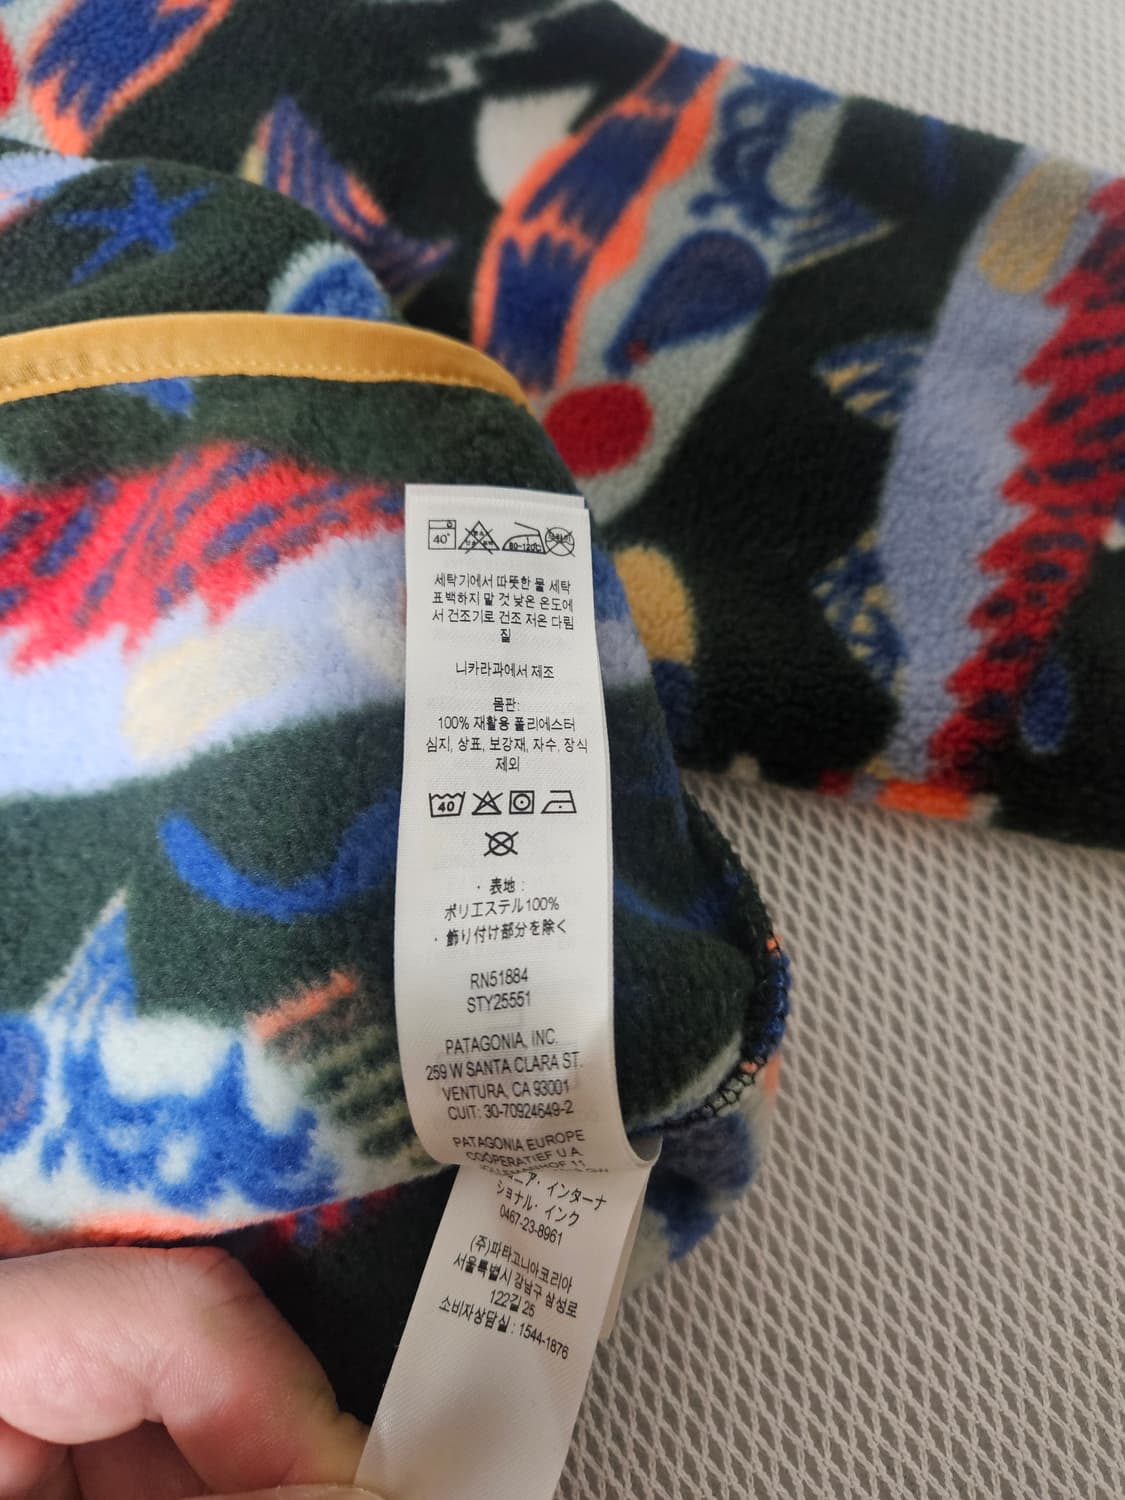 40°
80~120℃
세탁기에서 따뜻한 물 세탁
표백하지 말 것 낮은 온도에
서 건조기로 건조 저온 다림
질
니카라과에서 제조
몸판:
100% 재활용 폴리에스터
심지, 상표, 보강재, 자수, 장식
제외
40
・表地:
ポリエステル100%
・飾り付け部分を除く
RN51884
STY25551
PATAGONIA, INC.
259 W SANTA CLARA ST.
VENTURA, CA 93001
CUIT: 30-70924649-2
PATAGONIA EUROPE
COÖPERATIEF U.A.
ニア・インターナ
ショナル・インク
0467-23-8961
(주)파타고니아코리아
서울특별시 강남구 삼성로
122길 25
소비자상담실 : 1544-1876